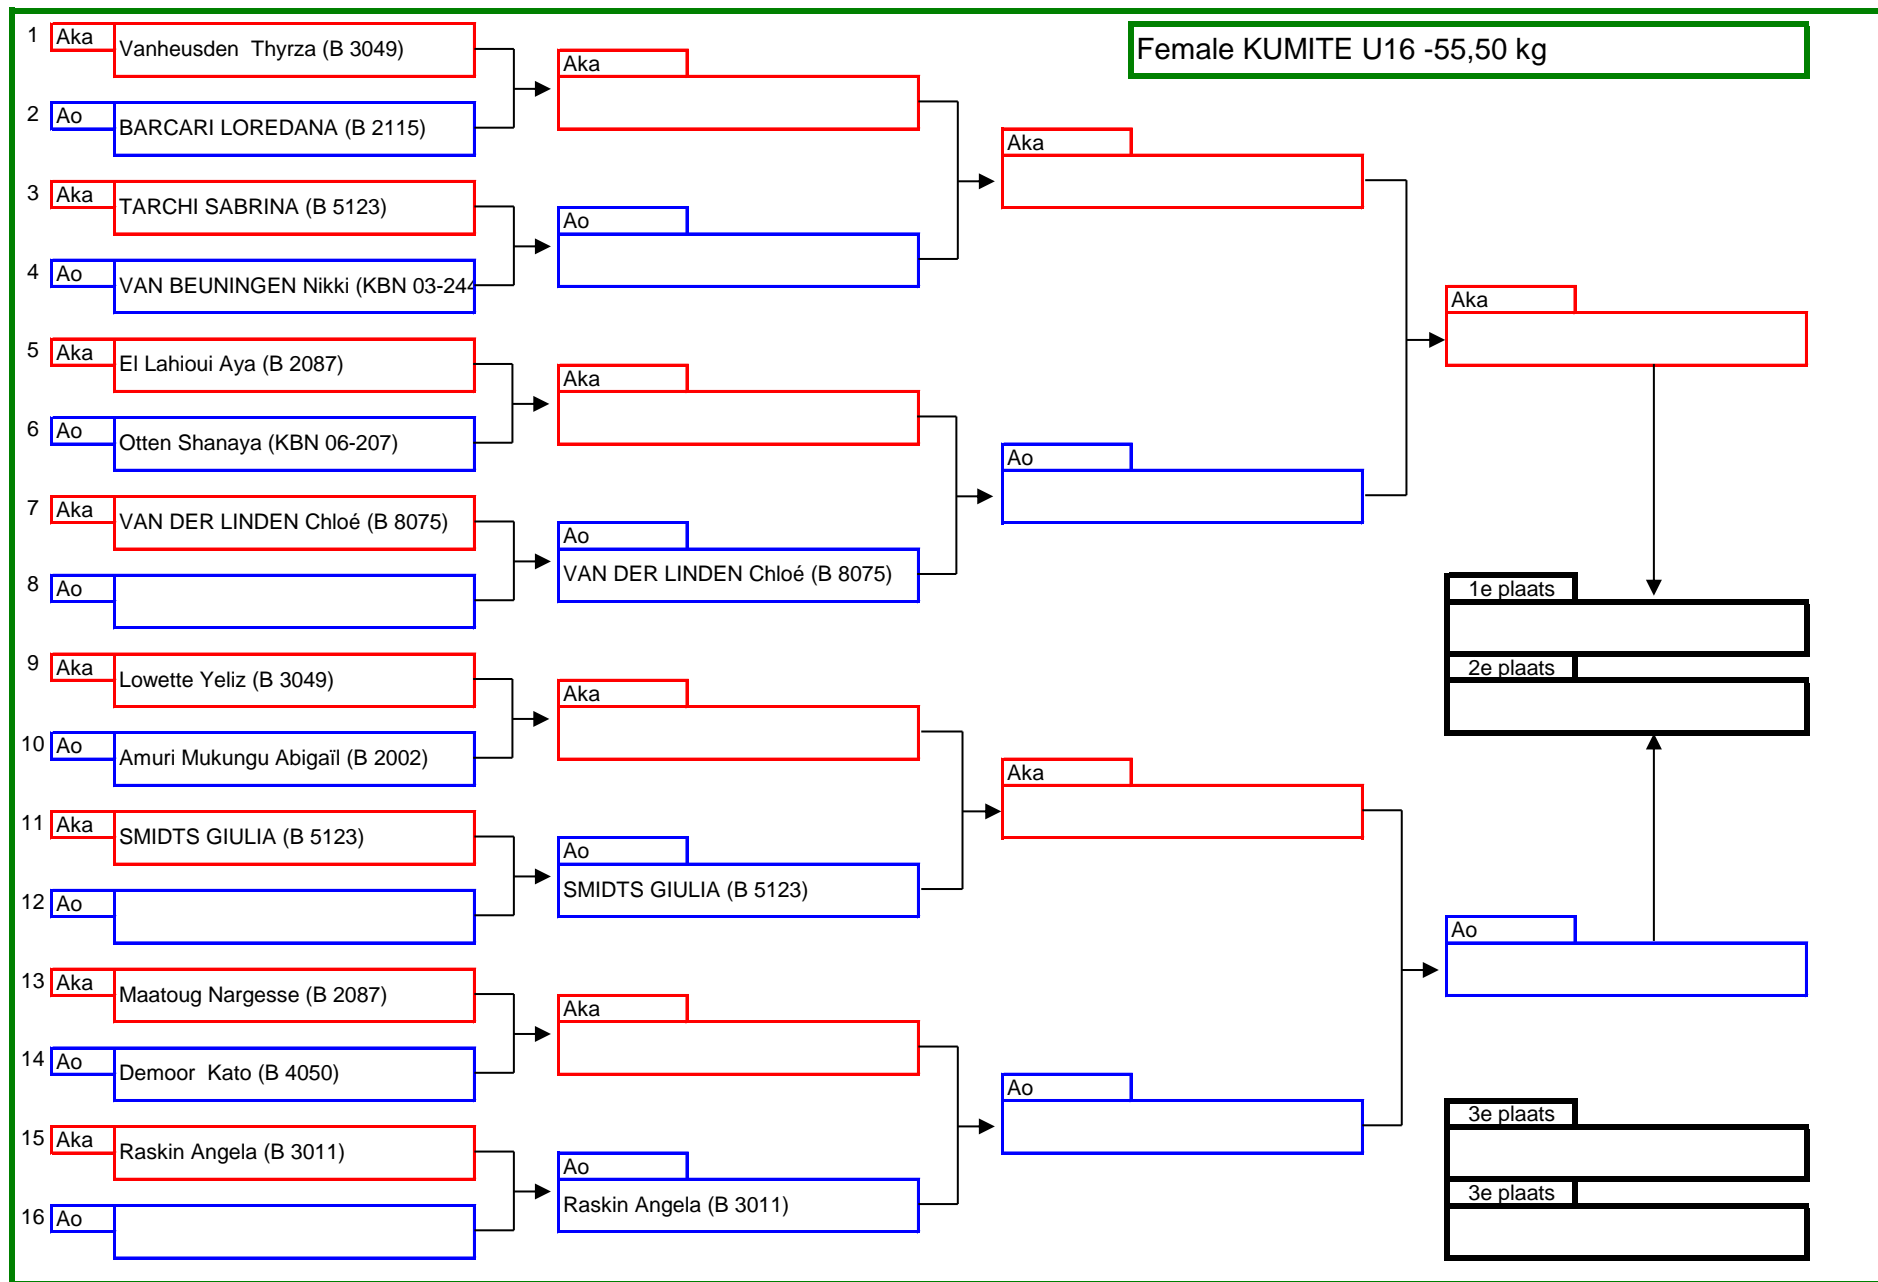 Female KUMITE U16 -55,50 kg
1 Aka Vanheusden  Thyrza (B 3049)
2 Ao BARCARI LOREDANA (B 2115)
3 Aka TARCHI SABRINA (B 5123)
4 Ao VAN BEUNINGEN Nikki (KBN 03-244
5 Aka El Lahioui Aya (B 2087)
6 Ao Otten Shanaya (KBN 06-207)
7 Aka VAN DER LINDEN Chloé (B 8075)
8 Ao
9 Aka Lowette Yeliz (B 3049)
10 Ao Amuri Mukungu Abigaïl (B 2002)
11 Aka SMIDTS GIULIA (B 5123)
12 Ao
13 Aka Maatoug Nargesse (B 2087)
14 Ao Demoor  Kato (B 4050)
15 Aka Raskin Angela (B 3011)
16 Ao
Aka
Ao
Aka
Ao
VAN DER LINDEN Chloé (B 8075)
Aka
Ao
SMIDTS GIULIA (B 5123)
Aka
Ao
Raskin Angela (B 3011)
Aka
Ao
Aka
Ao
Aka
1e plaats
2e plaats
Ao
3e plaats
3e plaats